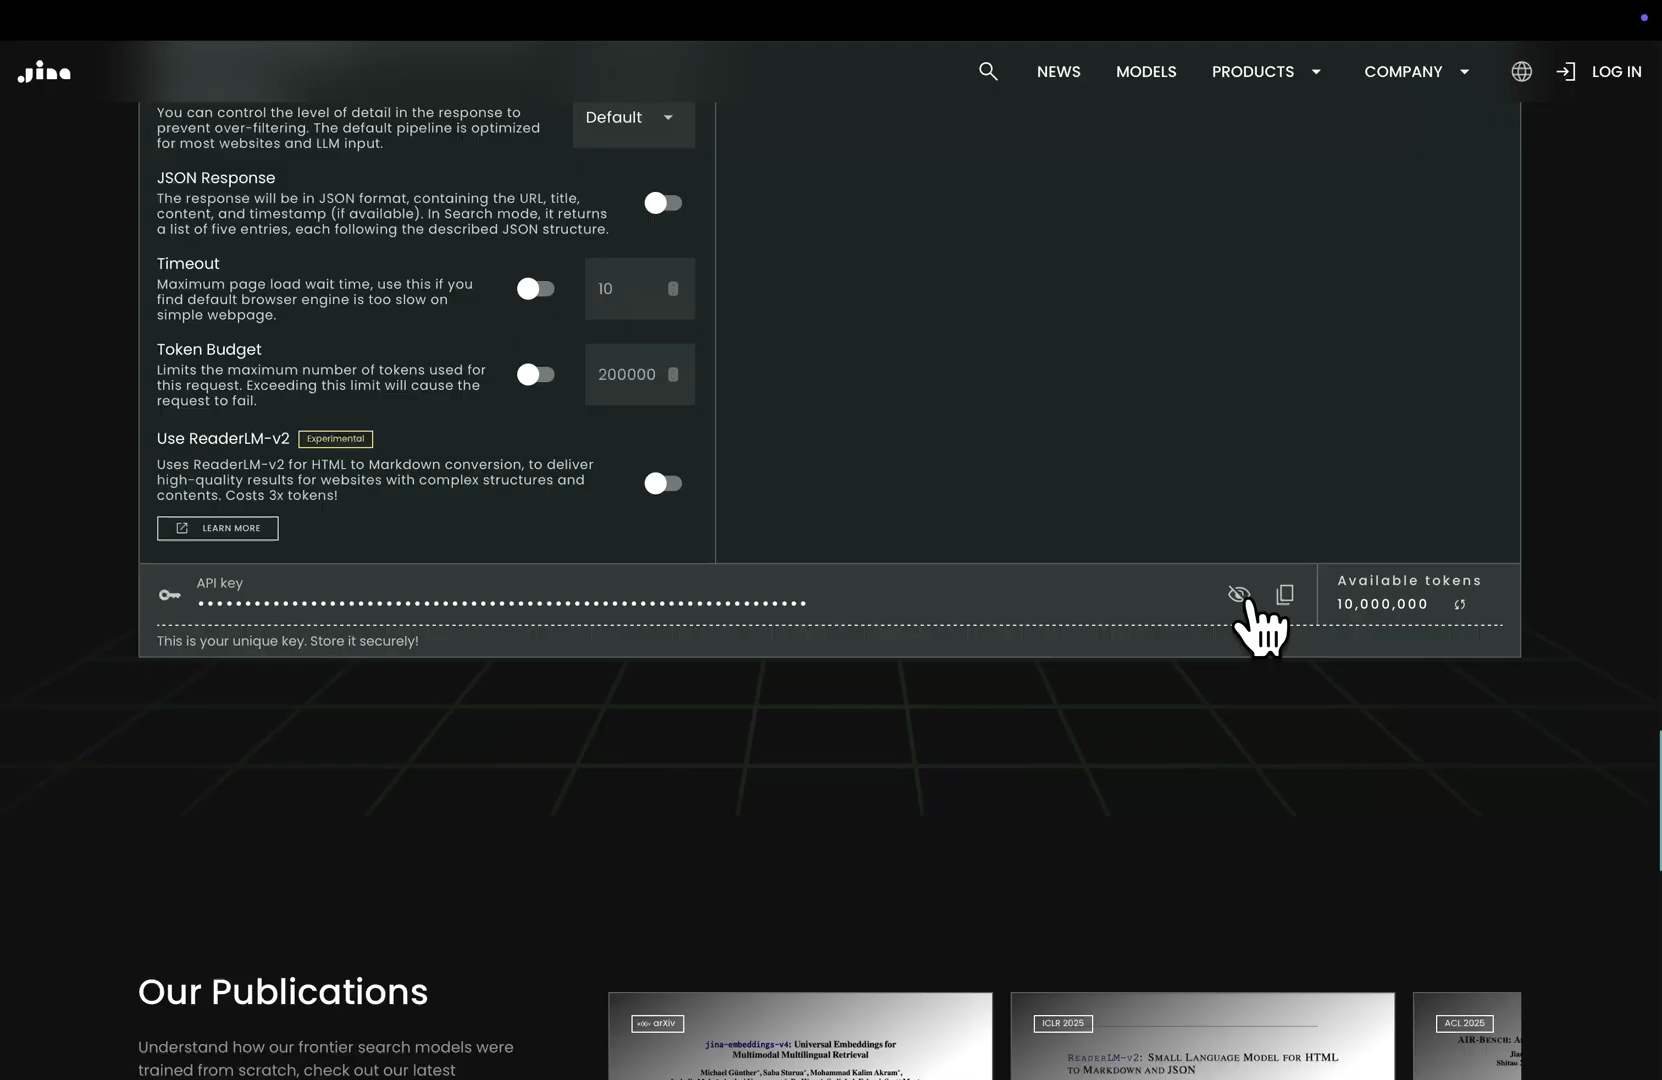 Jina
NEWS
MODELS
PRODUCTS
COMPANY
LOG IN
You can control the level of detail in the response to
prevent over-filtering. The default pipeline is optimized
for most websites and LLM input.
Default
JSON Response
The response will be in JSON format, containing the URL, title,
content, and timestamp (if available). In Search mode, it returns
a list of five entries, each following the described JSON structure.
Timeout
Maximum page load wait time, use this if you
find default browser engine is too slow on
simple webpage.
10
Token Budget
Limits the maximum number of tokens used for
this request. Exceeding this limit will cause the
request to fail.
200000
Use ReaderLM-v2
Experimental
Uses ReaderLM-v2 for HTML to Markdown conversion, to deliver
high-quality results for websites with complex structures and
contents. Costs 3x tokens!
LEARN MORE
API key
Available tokens
10,000,000
This is your unique key. Store it securely!
Our Publications
Understand how our frontier search models were
trained from scratch, check out our latest
arXiv
jina-embeddings-v4: Universal Embeddings for
Multimodal Multilingual Retrieval
Michael Günther*, Saba Sturua*, Mohammad Kalim Akram*,
ICLR 2025
READERLM-V2: SMALL LANGUAGE MODEL FOR HTML
TO MARKDOWN AND JSON
ACL 2025
AIR-BENCH: A